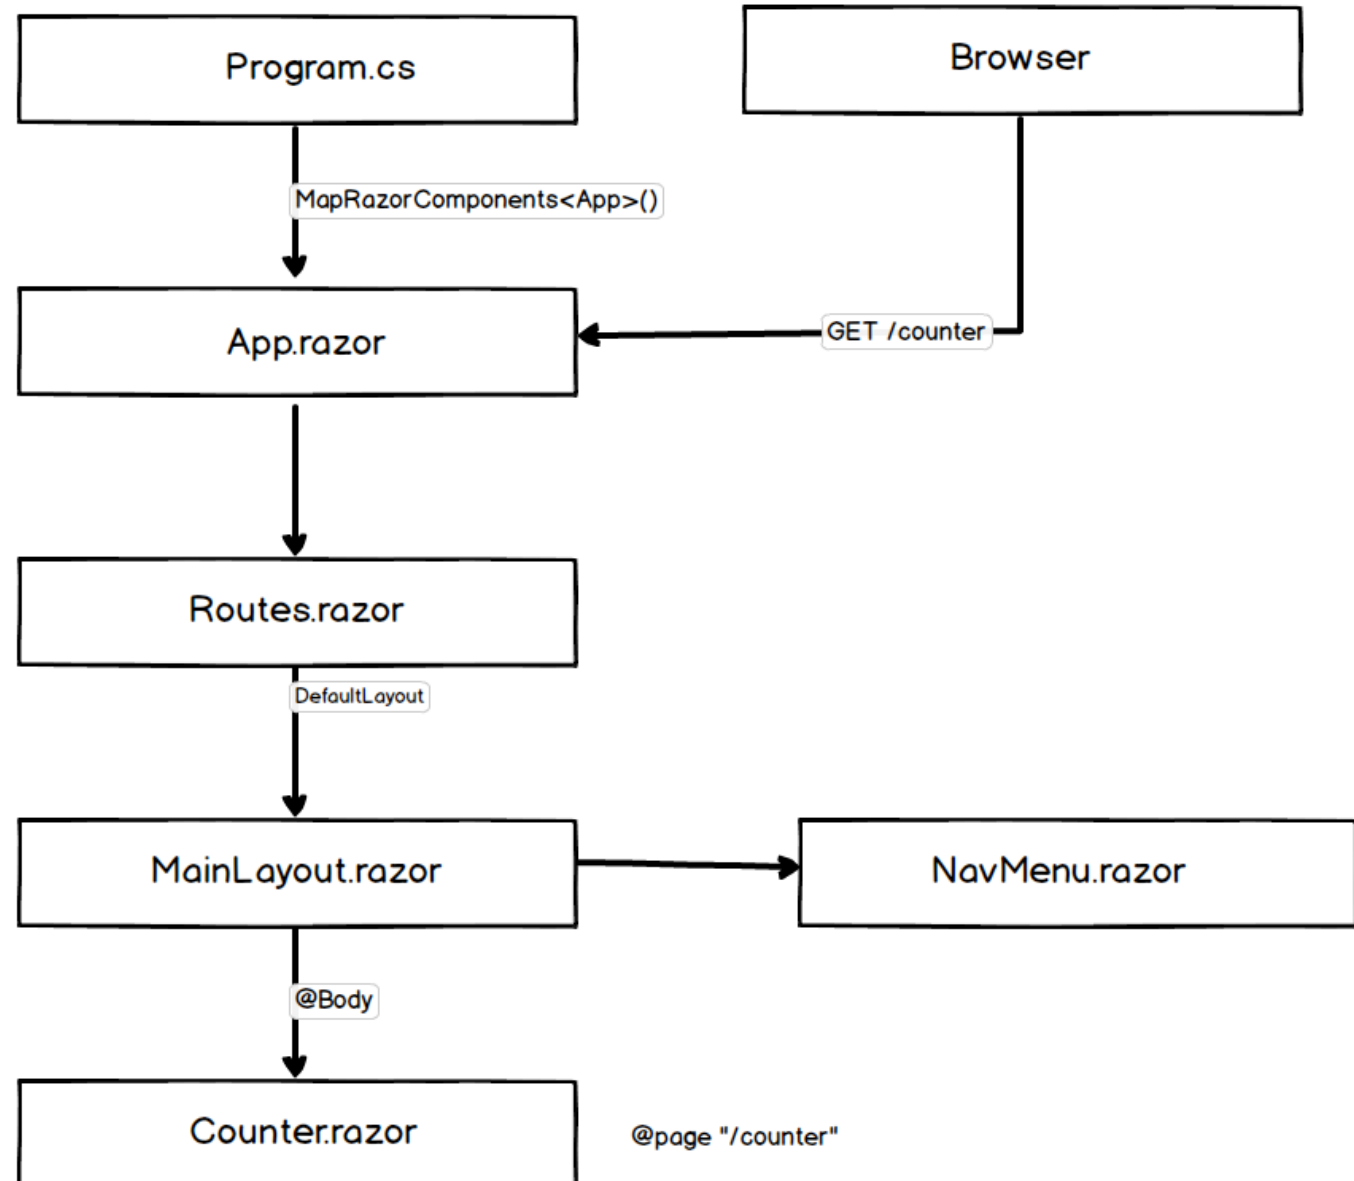 Program.cs
Browser
MapRazorComponents<App>()
App.razor
GET /counter
Routes.razor
DefaultLayout
MainLayout.razor
NavMenu.razor
@Body
Counter.razor
@page "/counter"